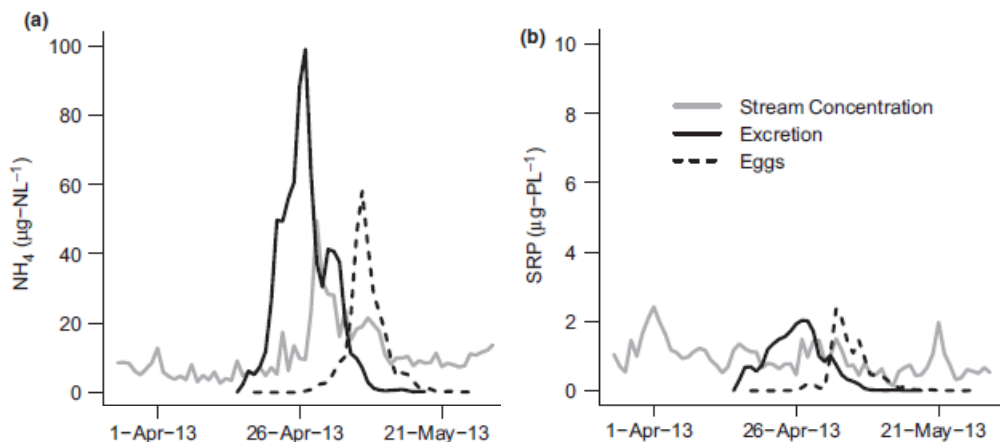 (a)
100
80
60
40
20
0
NH₄ (µg−NL⁻¹)
1−Apr−13 26−Apr−13 21−May−13
(b)
10
8
6
4
2
0
SRP (µg−PL⁻¹)
Stream Concentration
Excretion
Eggs
1−Apr−13 26−Apr−13 21−May−13